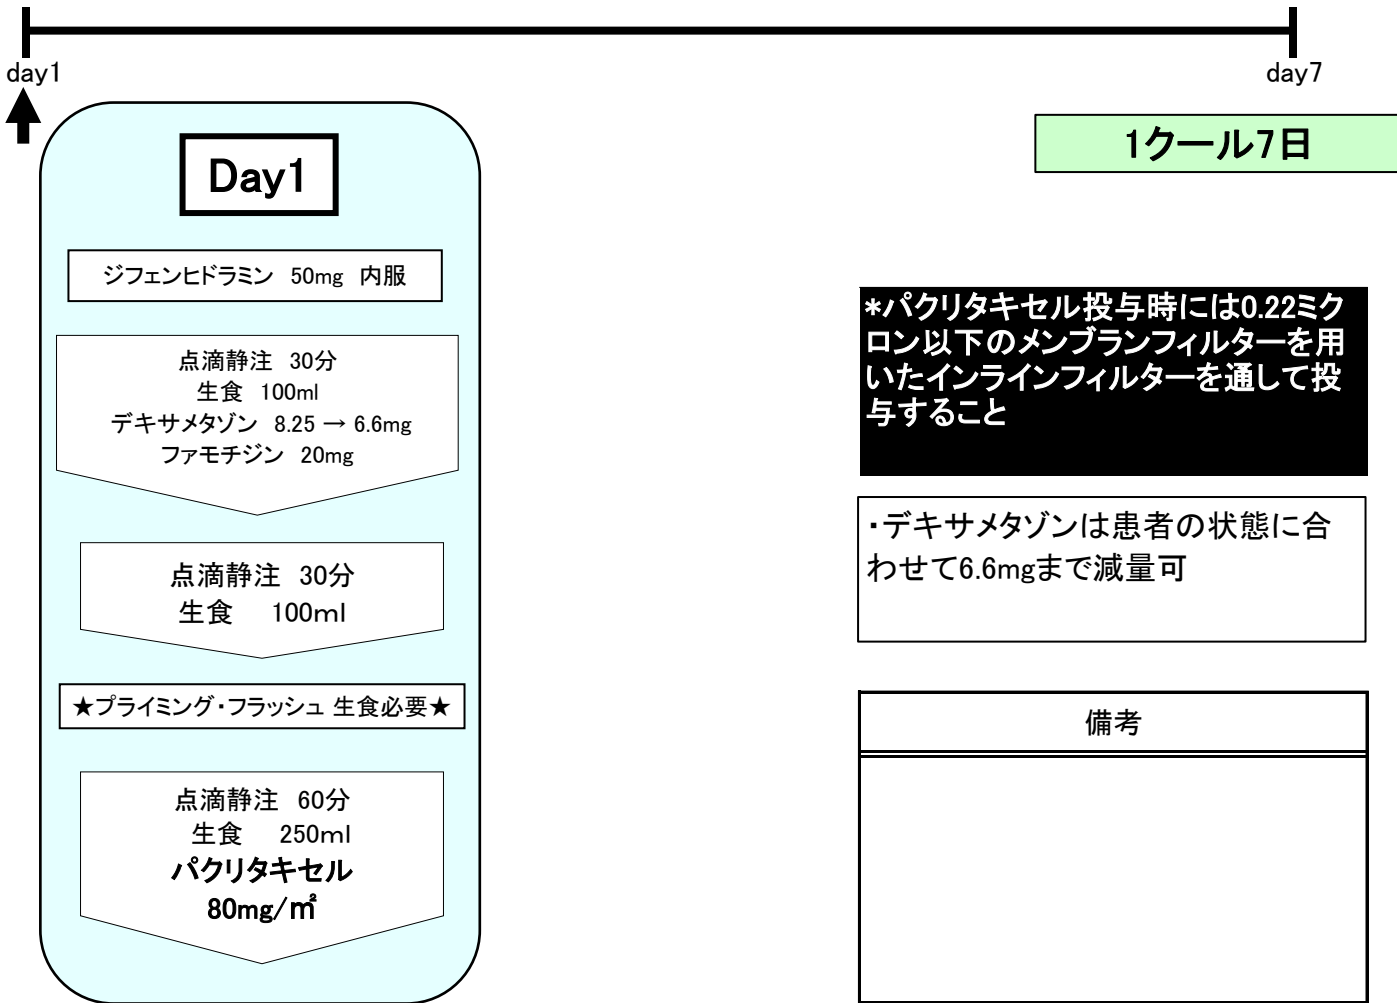 day1
day7
1クール7日
Day1
ジフェンヒドラミン 50mg 内服
点滴静注 30分
生食 100ml
デキサメタゾン 8.25 → 6.6mg
ファモチジン 20mg
点滴静注 30分
生食 100ml
★プライミング・フラッシュ 生食必要★
点滴静注 60分
生食 250ml
パクリタキセル
80mg/㎡
*パクリタキセル投与時には0.22ミク
ロン以下のメンブランフィルターを用
いたインラインフィルターを通して投
与すること
・デキサメタゾンは患者の状態に合
わせて6.6mgまで減量可
備考